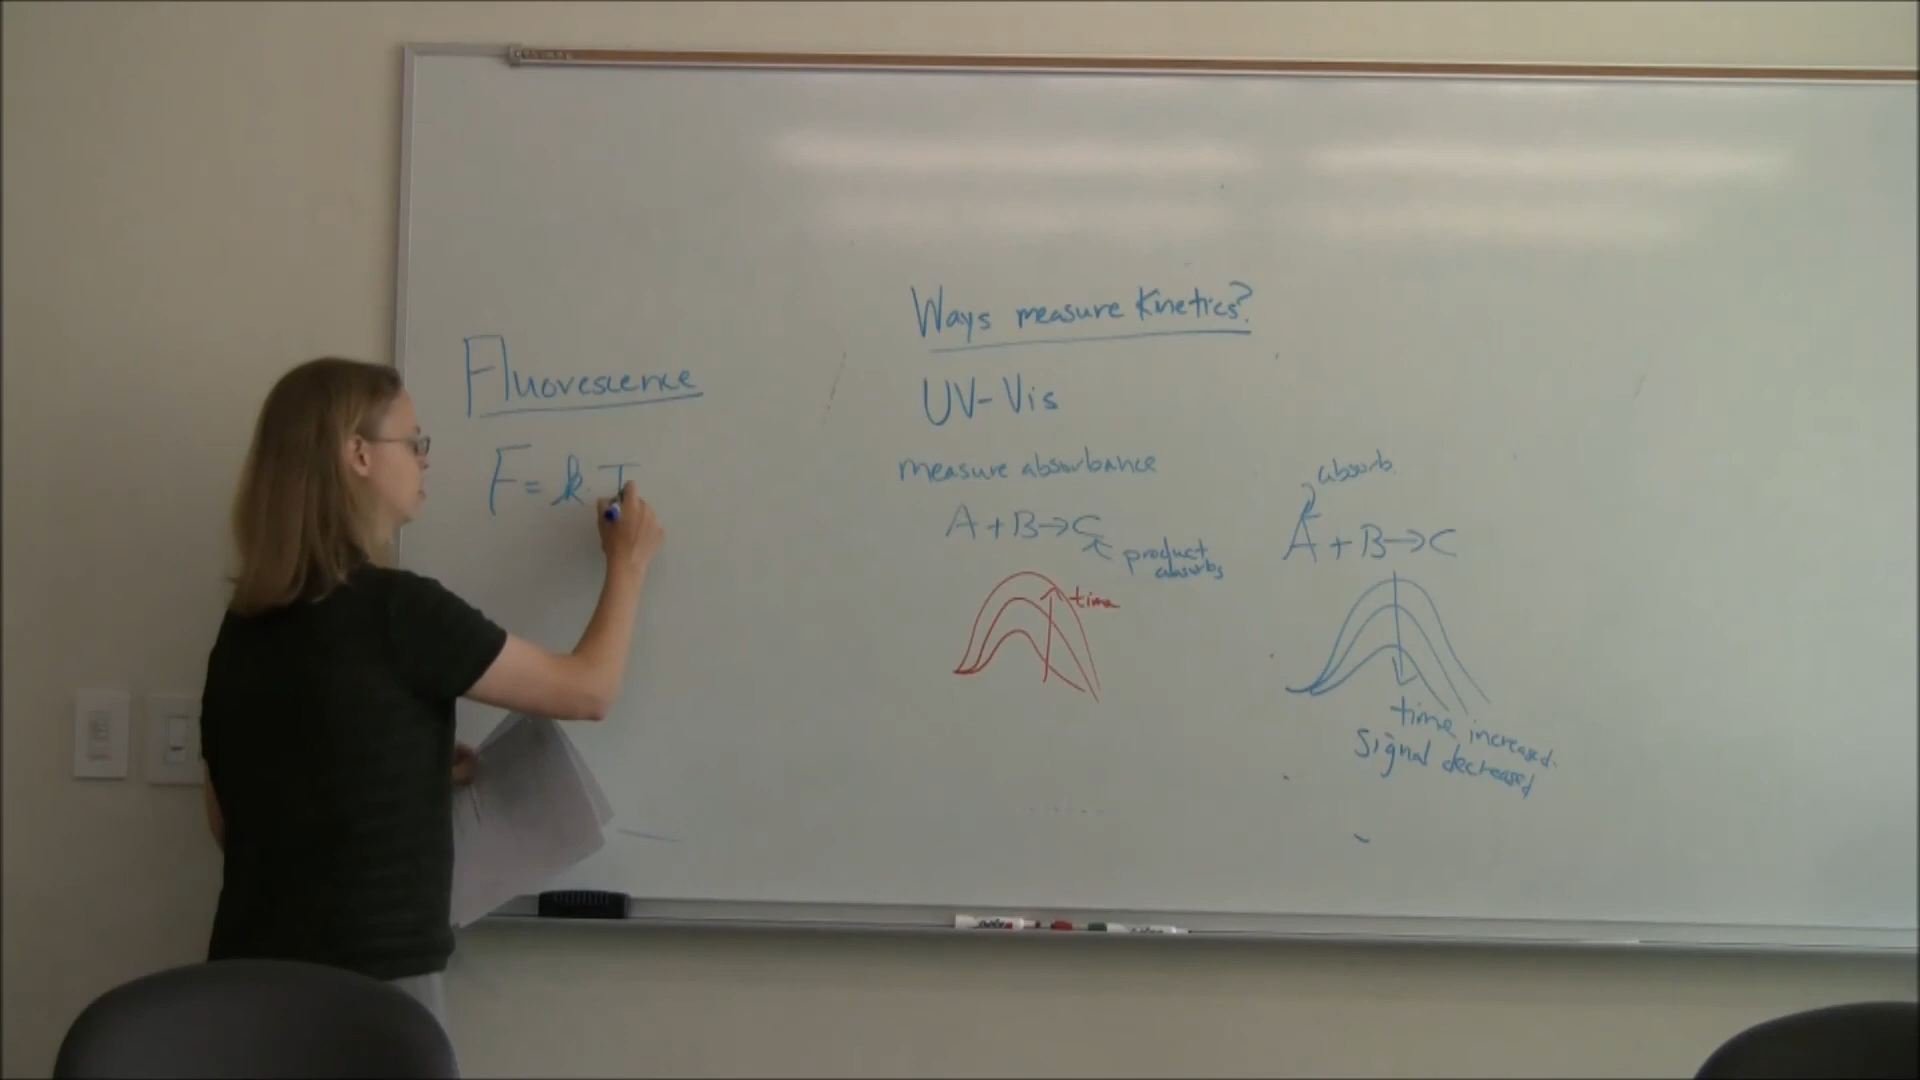 Fluorescence
F = k · I
Ways measure Kinetics?
UV-Vis
measure absorbance
A + B → C
product
absorbs
time
absorb.
A + B → C
time increased.
Signal decreased